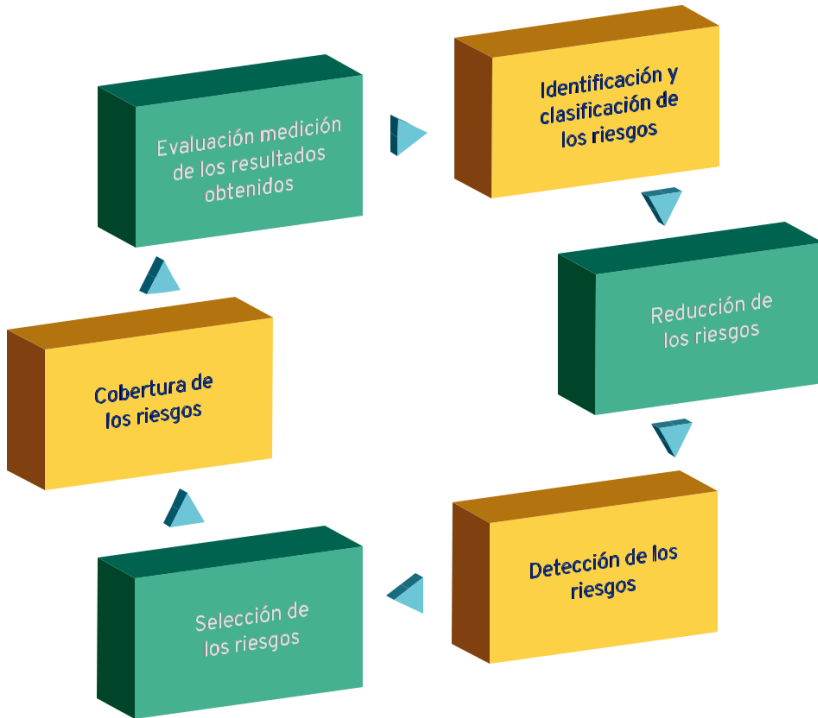 Identificación y
clasificación de
los riesgos
Reducción de
los riesgos
Detección de los
riesgos
Selección de
los riesgos
Cobertura de
los riesgos
Evaluación medición
de los resultados
obtenidos